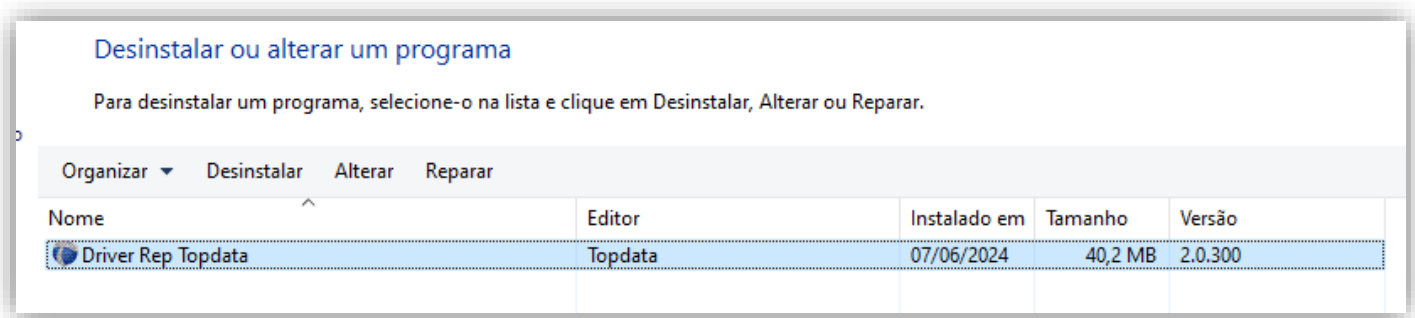 Desinstalar ou alterar um programa
Para desinstalar um programa, selecione-o na lista e clique em Desinstalar, Alterar ou Reparar.
Organizar Desinstalar Alterar Reparar
Nome Editor Instalado em Tamanho Versão
Driver Rep Topdata Topdata 07/06/2024 40,2 MB 2.0.300